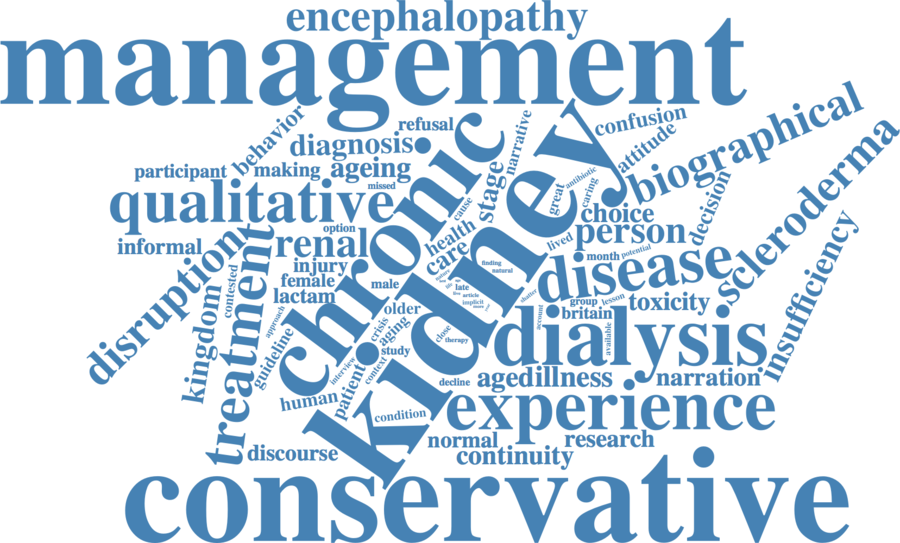 encephalopathy
management
behavior
refusal
narrative
confusion
biographical
diagnosis
attitude
participant
making
ageing
chronic
kidney
stage
antibiotic
scleroderma
missed
great
caring
qualitative
cause
choice
decision
option
health
person
informal
renal
lived
care
disruption
injury
month
potential
insufficiency
finding
natural
disease
contested
female
male
treatment
kingdom
lactam
late
article
implicit
group
lesson
toxicity
shatter
older
britain
approach
crisis
aging
account
available
dialysis
close
therapy
guideline
study
interview
context
decline
aged
illness
narration
human
patient
condition
experience
normal
research
discourse
continuity
conservative